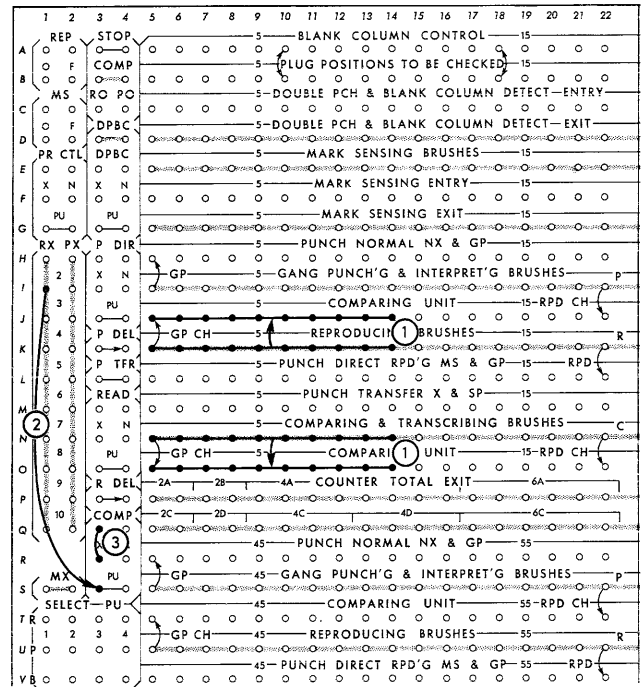 1 2 3 4 5 6 7 8 9 10 11 12 13 14 15 16 17 18 19 20 21 22
REP STOP 5 BLANK COLUMN CONTROL 15
A
F COMP 5 PLUG POSITIONS TO BE CHECKED 15
B
MS RO PO 5 DOUBLE PCH & BLANK COLUMN DETECT-ENTRY
C
F DPBC 5 DOUBLE PCH & BLANK COLUMN DETECT-EXIT
D
PR CTL DPBC 5 MARK SENSING BRUSHES 15
E
X N X N 5 MARK SENSING ENTRY 15
F
PU PU 5 MARK SENSING EXIT 15
G
RX PX P DIR 5 PUNCH NORMAL NX & GP 15
H
2 X N GP 5 GANG PUNCH'G & INTERPRET'G BRUSHES P
I
3 PU 5 COMPARING UNIT 15-RPD CH
J
4 P DEL GP CH 5 REPRODUCIN 1 BRUSHES R
K
5 P TFR 5 PUNCH DIRECT RPD'G MS & GP 15 RPD
L
6 READ 5 PUNCH TRANSFER X & SP 15
M
2 7 X N 5 COMPARING & TRANSCRIBING BRUSHES C
N
8 PU GP CH 5 COMPARI 1 UNIT 15-RPD CH
O
9 R DEL 2A 2B 4A COUNTER TOTAL EXIT 6A
P
10 COMP 2C 2D 4C 4D 6C
Q
3 45 PUNCH NORMAL NX & GP 55
R
MX PU GP 45 GANG PUNCH'G & INTERPRET'G BRUSHES P
S
SELECT-PU 45 COMPARING UNIT 55-RPD CH
T R
1 2 3 4 GP CH 45 REPRODUCING BRUSHES 55 R
U P
45 PUNCH DIRECT RPD'G MS & GP 55 RPD
V B